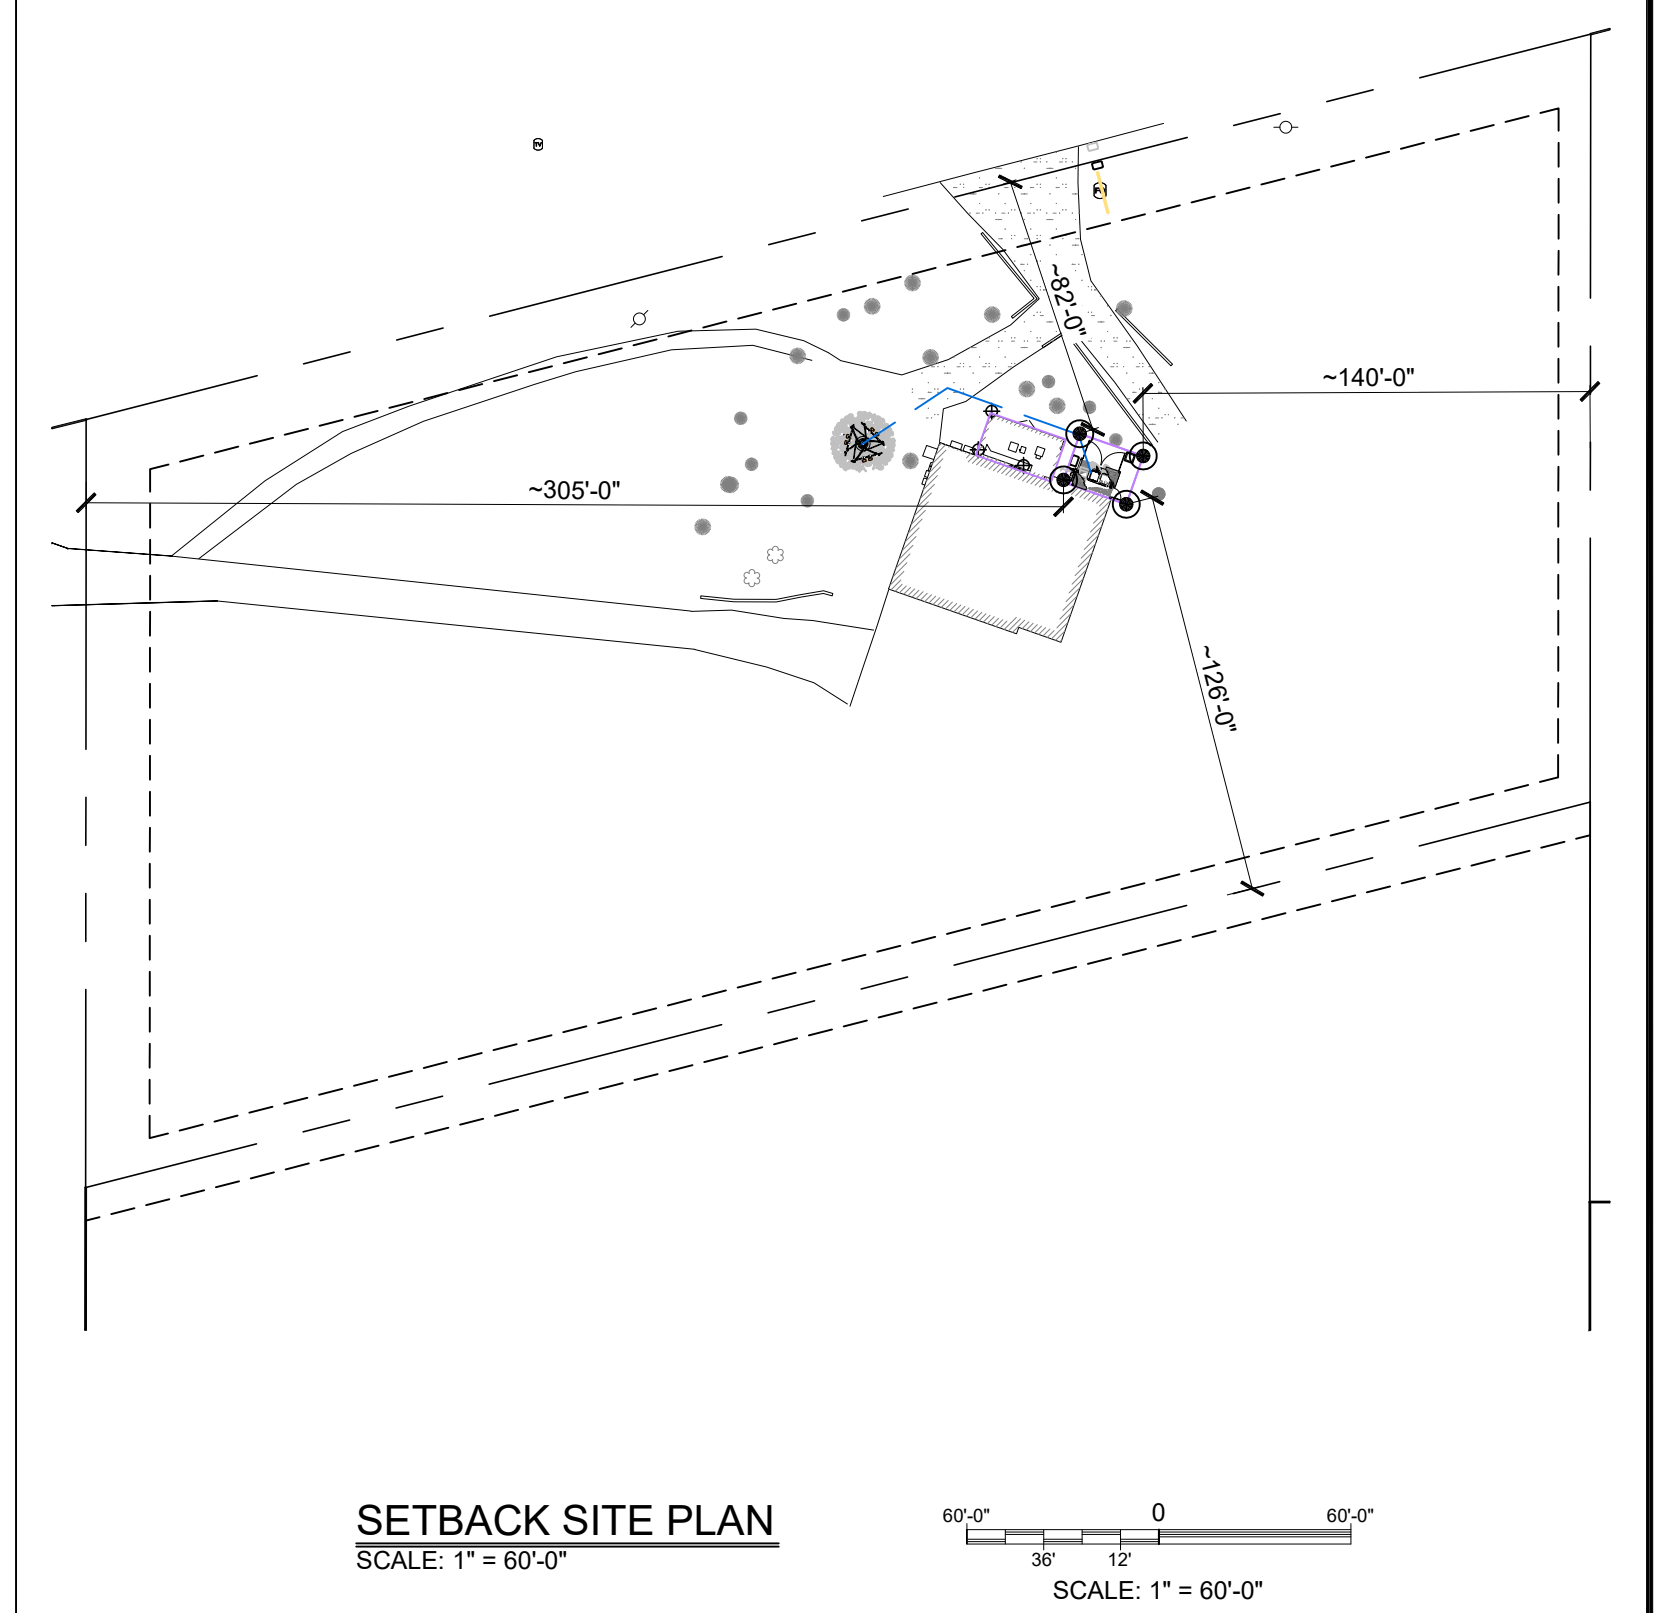 ~82'-0"
~140'-0"
~305'-0"
~126'-0"
SETBACK SITE PLAN
SCALE: 1" = 60'-0"
60'-0" 0 60'-0"
36' 12'
SCALE: 1" = 60'-0"